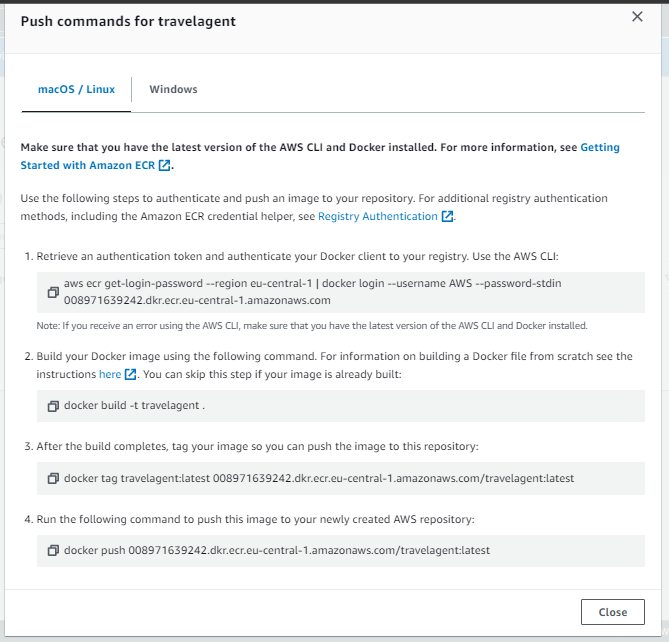 Push commands for travelagent
macOS / Linux
Windows
Make sure that you have the latest version of the AWS CLI and Docker installed. For more information, see Getting
Started with Amazon ECR.
Use the following steps to authenticate and push an image to your repository. For additional registry authentication
methods, including the Amazon ECR credential helper, see Registry Authentication.
1. Retrieve an authentication token and authenticate your Docker client to your registry. Use the AWS CLI:
aws ecr get-login-password --region eu-central-1 | docker login --username AWS --password-stdin
008971639242.dkr.ecr.eu-central-1.amazonaws.com
Note: If you receive an error using the AWS CLI, make sure that you have the latest version of the AWS CLI and Docker installed.
2. Build your Docker image using the following command. For information on building a Docker file from scratch see the
instructions here. You can skip this step if your image is already built:
docker build -t travelagent .
3. After the build completes, tag your image so you can push the image to this repository:
docker tag travelagent:latest 008971639242.dkr.ecr.eu-central-1.amazonaws.com/travelagent:latest
4. Run the following command to push this image to your newly created AWS repository:
docker push 008971639242.dkr.ecr.eu-central-1.amazonaws.com/travelagent:latest
Close